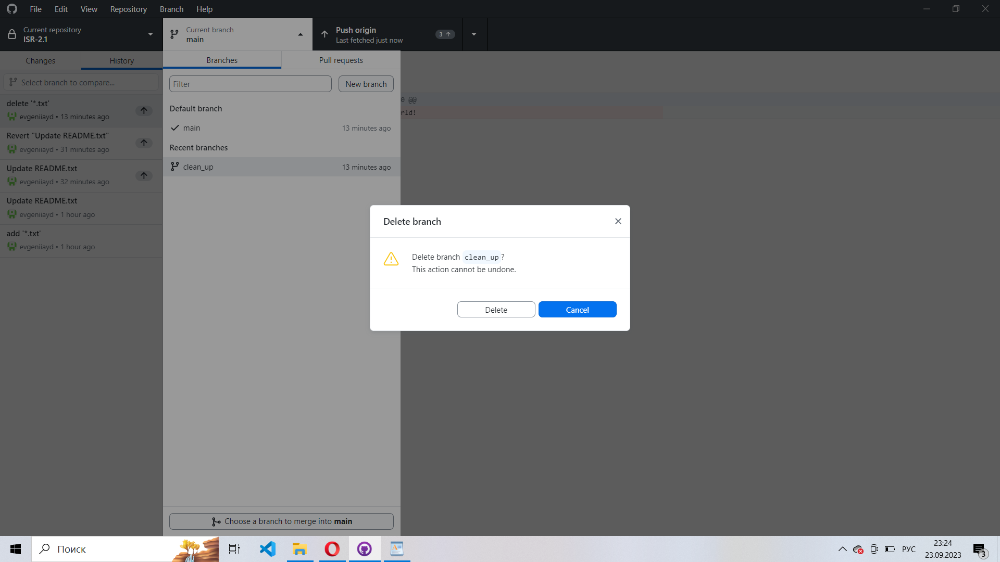 File Edit View Repository Branch Help
Current repository
ISR-2.1
Current branch
main
Push origin
Last fetched just now
3
Changes History
Select branch to compare...
delete '*.txt'
evgeniiayd • 13 minutes ago
Revert "Update README.txt"
evgeniiayd • 31 minutes ago
Update README.txt
evgeniiayd • 32 minutes ago
Update README.txt
evgeniiayd • 1 hour ago
add '*.txt'
evgeniiayd • 1 hour ago
Branches Pull requests
Filter New branch
Default branch
main 13 minutes ago
Recent branches
clean_up 13 minutes ago
0 @@
rld!
Delete branch
Delete branch clean_up?
This action cannot be undone.
Delete Cancel
Choose a branch to merge into main
Поиск
РУС
23:24
23.09.2023
3